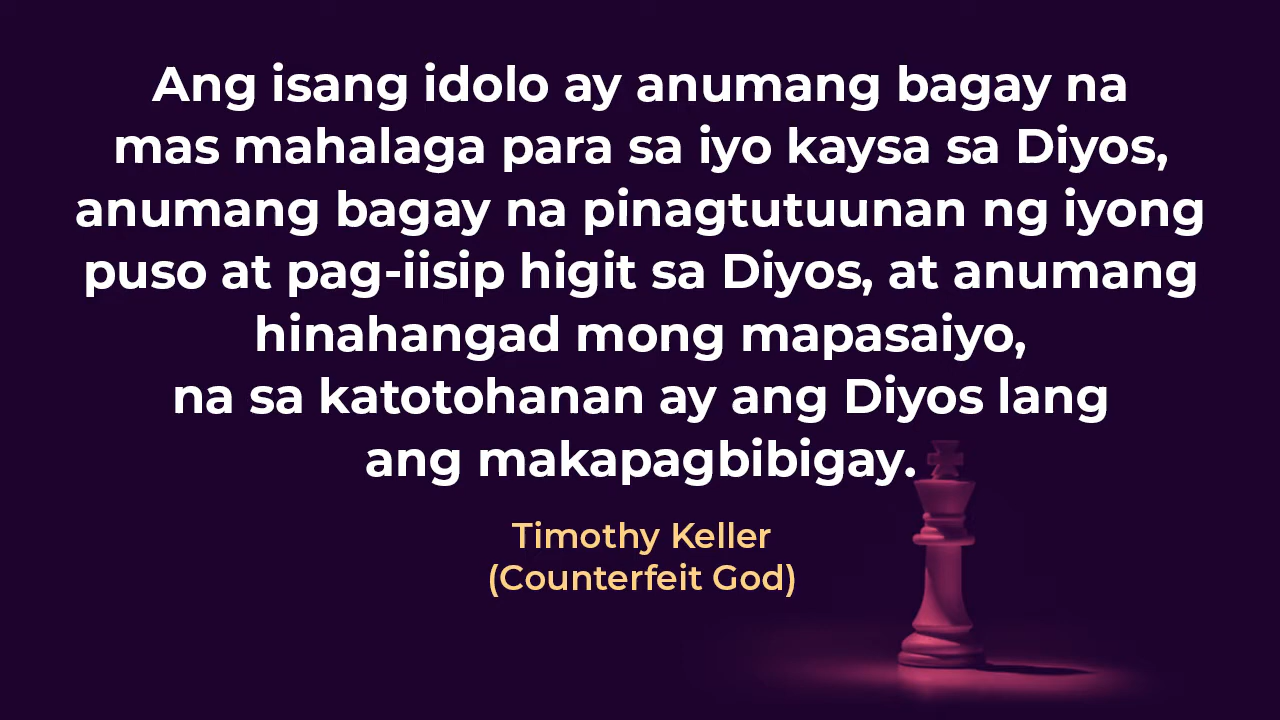 Ang isang idolo ay anumang bagay na
mas mahalaga para sa iyo kaysa sa Diyos,
anumang bagay na pinagtutuunan ng iyong
puso at pag-iisip higit sa Diyos, at anumang
hinahangad mong mapasaiyo,
na sa katotohanan ay ang Diyos lang
ang makapagbibigay.
Timothy Keller
(Counterfeit God)